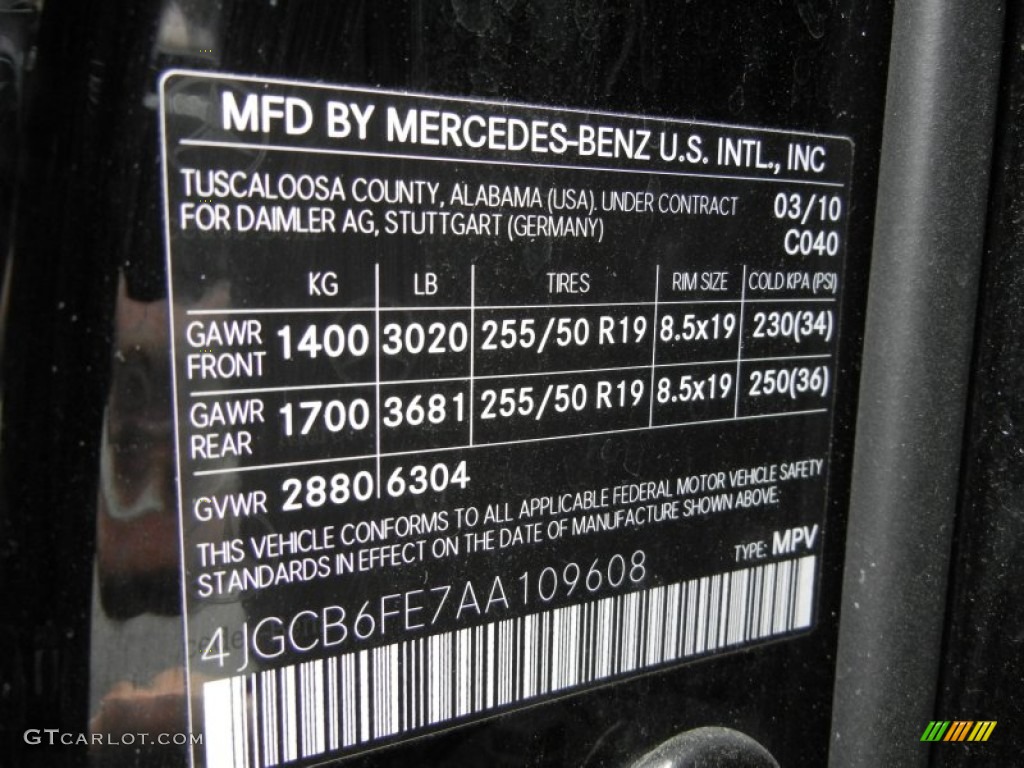 MFD BY MERCEDES-BENZ U.S. INTL., INC
TUSCALOOSA COUNTY, ALABAMA (USA). UNDER CONTRACT 03/10
FOR DAIMLER AG, STUTTGART (GERMANY) C040
KG LB TIRES RIM SIZE COLD KPA (PSI)
GAWR FRONT 1400 3020 255/50 R19 8.5x19 230(34)
GAWR REAR 1700 3681 255/50 R19 8.5x19 250(36)
GVWR 2880 6304
THIS VEHICLE CONFORMS TO ALL APPLICABLE FEDERAL MOTOR VEHICLE SAFETY
STANDARDS IN EFFECT ON THE DATE OF MANUFACTURE SHOWN ABOVE.
4JGCB6FE7AA109608 TYPE: MPV
GTCARLOT.COM